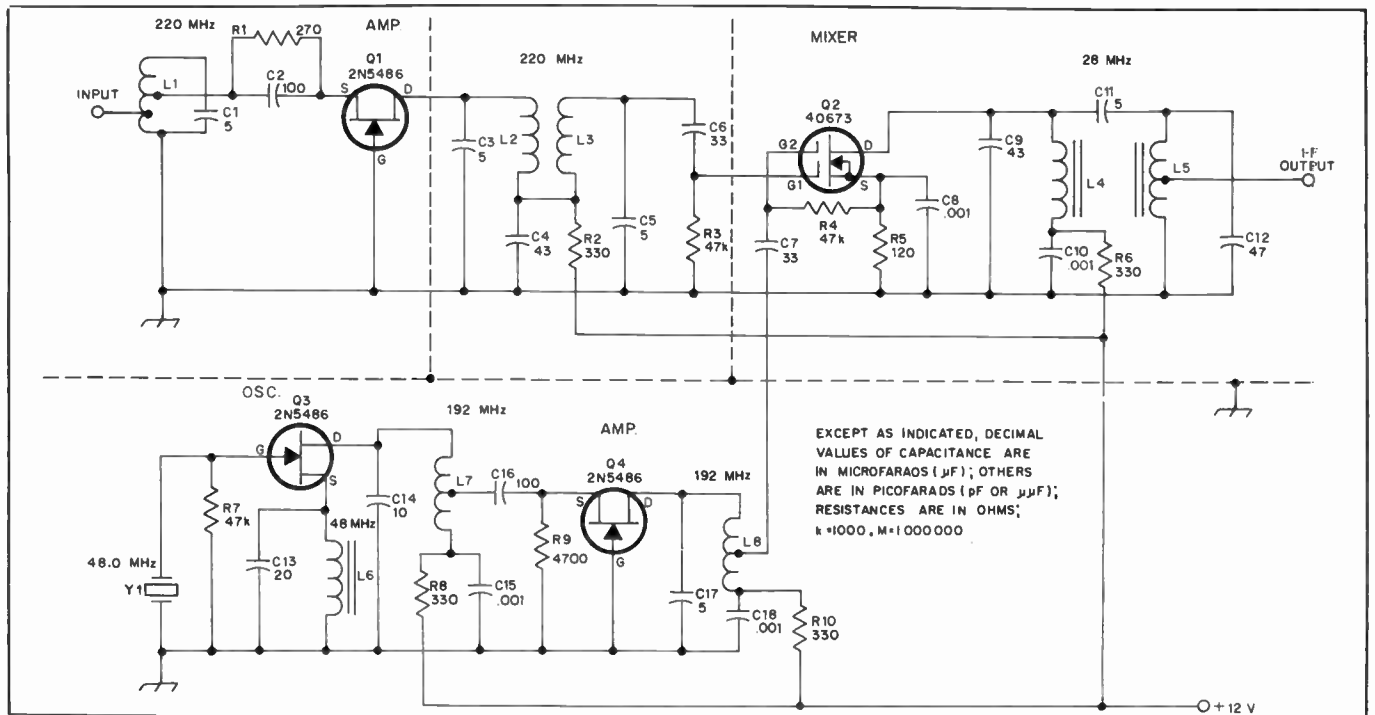 220 MHz
AMP.
R1
270
Q1
2N5486
S
D
G
C2
100
L1
C1
5
INPUT
220 MHz
C3
5
L2
L3
C4
43
R2
330
C5
5
C6
33
R3
47k
MIXER
Q2
40673
G2
G1
D
S
R4
47k
C7
33
R5
120
C8
.001
28 MHz
C9
43
C11
5
L4
L5
C10
.001
R6
330
C12
47
I-F
OUTPUT
OSC.
Q3
2N5486
G
D
S
192 MHz
R7
47k
48.0 MHz
Y1
C13
20
48 MHz
L6
C14
10
L7
R8
330
C15
.001
C16
100
R9
4700
AMP.
Q4
2N5486
S
D
G
192 MHz
C17
5
L8
C18
.001
R10
330
EXCEPT AS INDICATED, DECIMAL
VALUES OF CAPACITANCE ARE
IN MICROFARAOS (µF); OTHERS
ARE IN PICOFARADS (pF OR µµF);
RESISTANCES ARE IN OHMS;
k=1000, M=1000000
+12 V